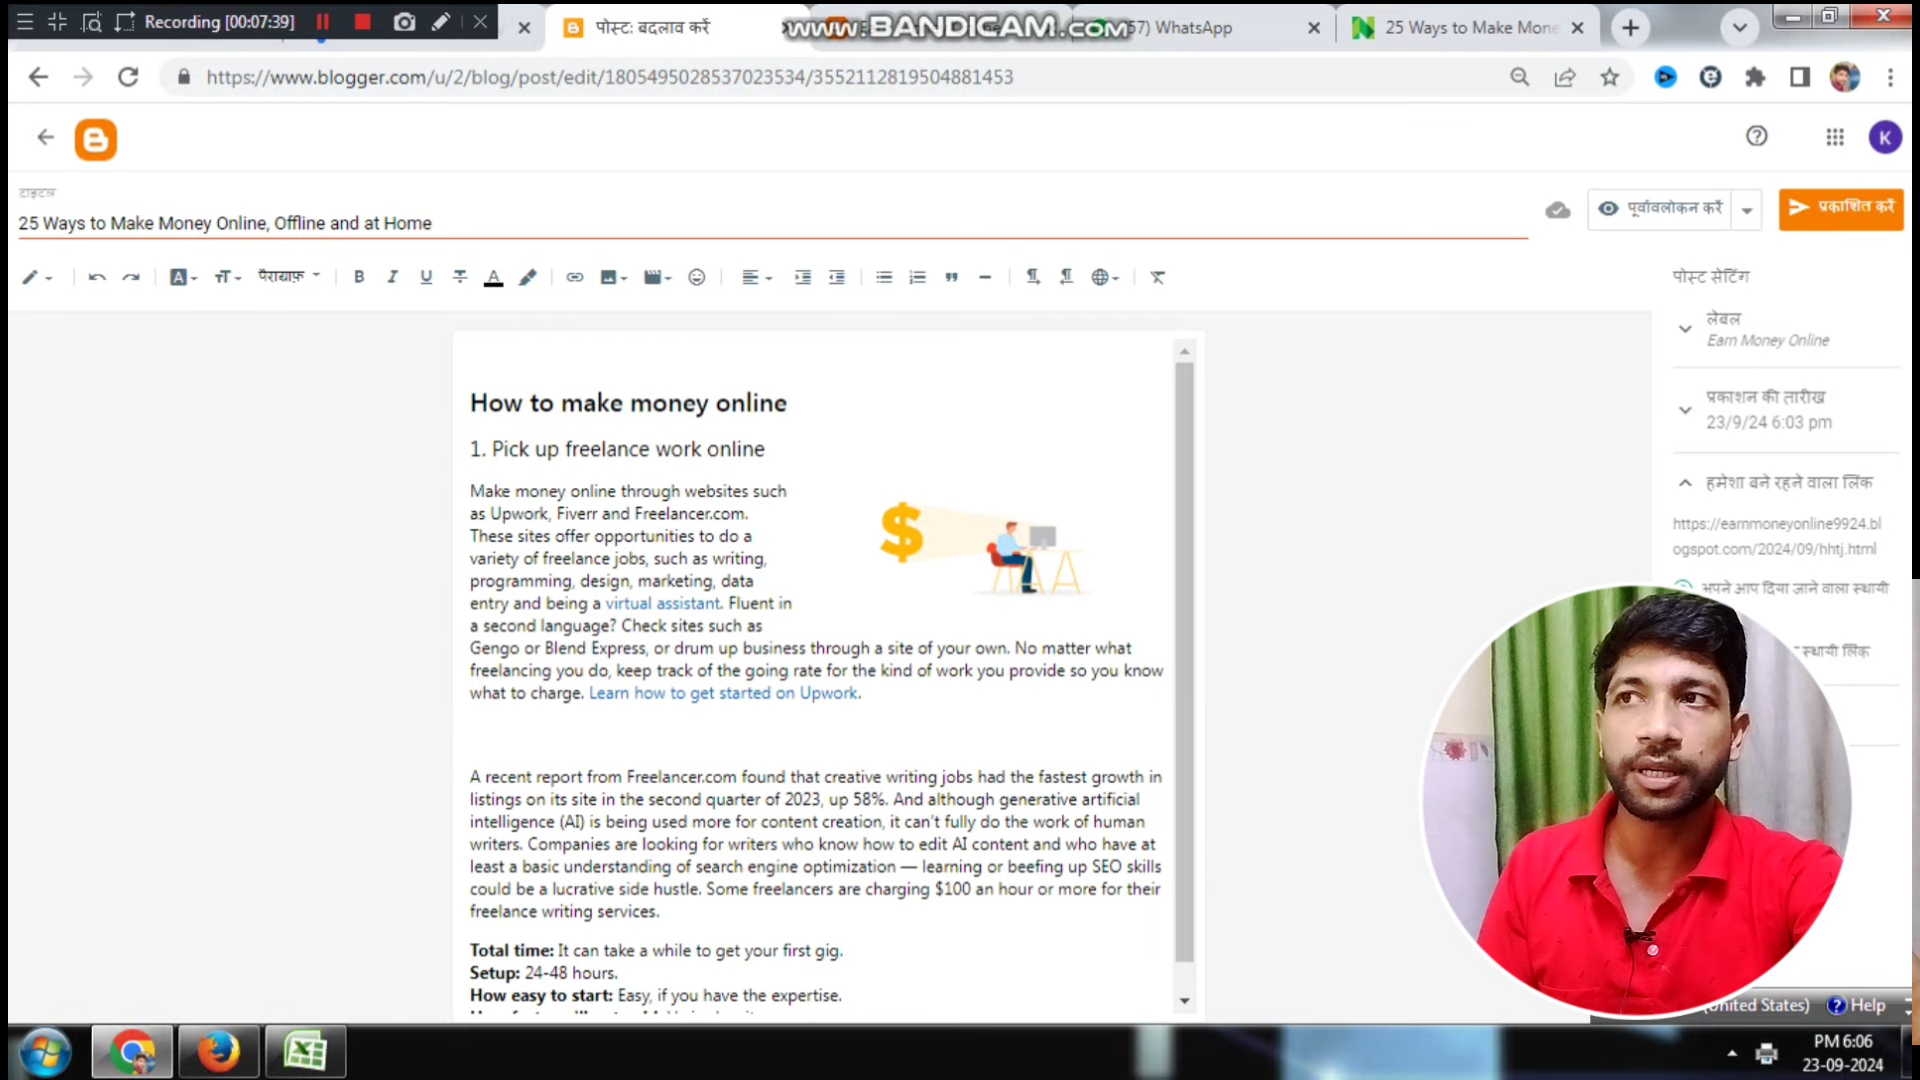 Recording [00:07:39]
पोस्ट: बदलाव करें
www.BANDICAM.com
57) WhatsApp
25 Ways to Make Mone
https://www.blogger.com/u/2/blog/post/edit/1805495028537023534/3552112819504881453
K
टाइटल
25 Ways to Make Money Online, Offline and at Home
पूर्वावलोकन करें
प्रकाशित करें
पैराग्राफ़
B I U T A
पोस्ट सेटिंग
लेबल
Earn Money Online
प्रकाशन की तारीख
23/9/24 6:03 pm
हमेशा बने रहने वाला लिंक
https://earnmoneyonline9924.bl
ogspot.com/2024/09/hhtj.html
अपने आप दिया जाने वाला स्थायी
स्थायी लिंक
How to make money online
1. Pick up freelance work online
Make money online through websites such
as Upwork, Fiverr and Freelancer.com.
These sites offer opportunities to do a
variety of freelance jobs, such as writing,
programming, design, marketing, data
entry and being a virtual assistant. Fluent in
a second language? Check sites such as
Gengo or Blend Express, or drum up business through a site of your own. No matter what
freelancing you do, keep track of the going rate for the kind of work you provide so you know
what to charge. Learn how to get started on Upwork.
A recent report from Freelancer.com found that creative writing jobs had the fastest growth in
listings on its site in the second quarter of 2023, up 58%. And although generative artificial
intelligence (AI) is being used more for content creation, it can't fully do the work of human
writers. Companies are looking for writers who know how to edit AI content and who have at
least a basic understanding of search engine optimization — learning or beefing up SEO skills
could be a lucrative side hustle. Some freelancers are charging $100 an hour or more for their
freelance writing services.
Total time: It can take a while to get your first gig.
Setup: 24-48 hours.
How easy to start: Easy, if you have the expertise.
(United States) Help
PM 6:06
23-09-2024